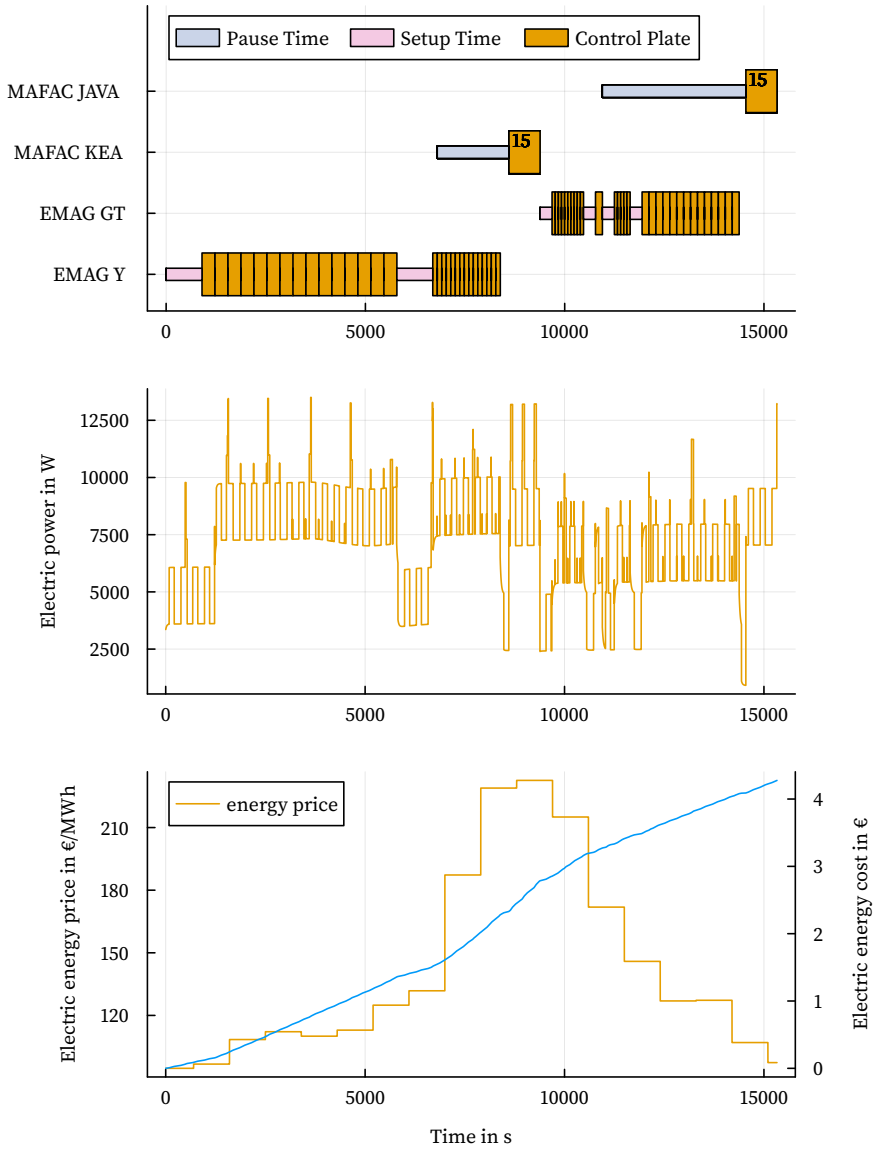 Pause Time Setup Time Control Plate
MAFAC JAVA
15
MAFAC KEA
15
EMAG GT
EMAG Y
0 5000 10000 15000
Electric power in W
12500
10000
7500
5000
2500
0 5000 10000 15000
Electric energy price in €/MWh
energy price
210
180
150
120
4
3
2
1
0
Electric energy cost in €
0 5000 10000 15000
Time in s